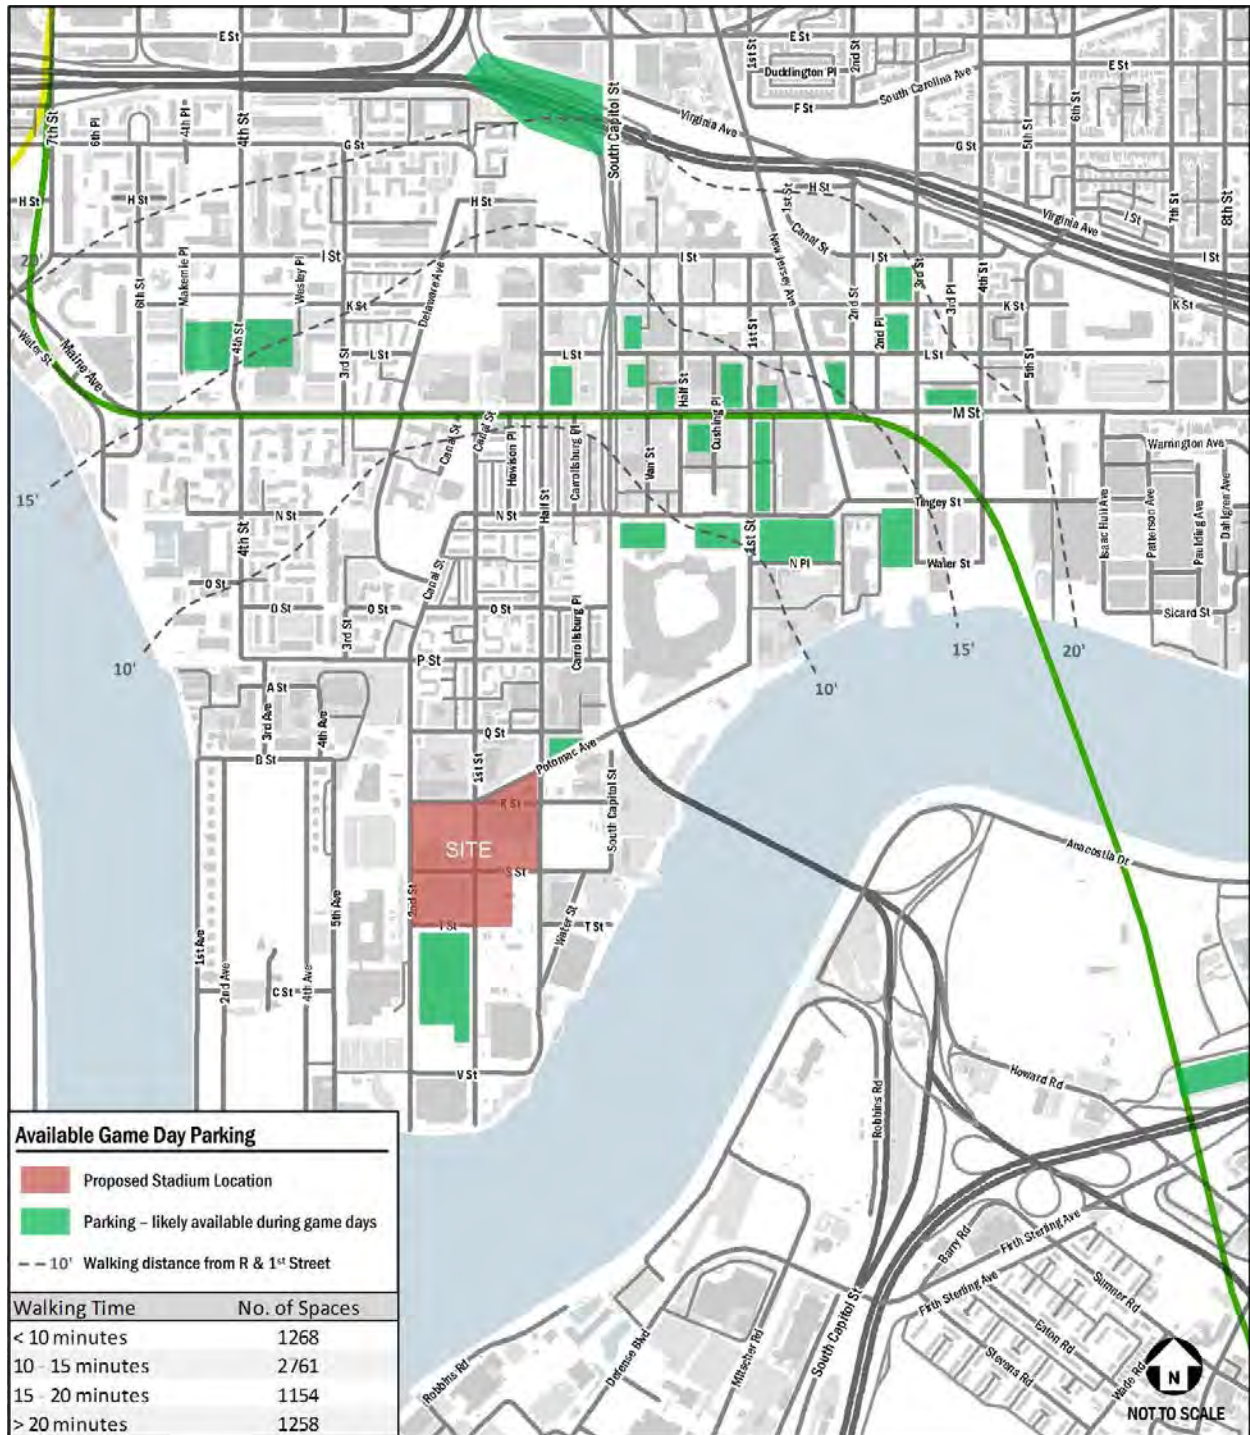 E St
E St
2nd St
1st St
Duddington Pl
South Carolina Ave
E St
F St
7th St
6th Pl
4th Pl
4th St
South Capitol St
Virginia Ave
6th St
5th St
G St
G St
H St
H St
H St
1st St
H St
Canal St
Virginia Ave
I St
7th St
8th St
20'
I St
I St
I St
I St
Makemie Pl
Wesley Pl
6th St
K St
Delaware Ave
New Jersey Ave
2nd St
2nd Pl
3rd St
3rd Pl
4th St
K St
K St
Water St
Maine Ave
4th St
3rd St
L St
L St
1st St
L St
5th St
Half St
Cushing Pl
M St
Canal St
Canal St
Howison Pl
Carrollsburg Pl
Van St
Warrington Ave
15'
N St
4th St
Half St
N St
1st St
Tingey St
Isaac Hull Ave
Patterson Ave
Paulding Ave
Dahlgren Ave
N Pl
Water St
O St
O St
3rd St
O St
Canal St
O St
Carrollsburg Pl
Sicard St
10'
P St
15'
20'
10'
A St
3rd Ave
4th Ave
B St
Q St
1st St
Potomac Ave
South Capitol St
R St
SITE
S St
2nd St
T St
Water St
T St
Anacostia Dr
1st Ave
2nd Ave
4th Ave
5th Ave
C St
V St
Howard Rd
Robbins Rd
Available Game Day Parking
Proposed Stadium Location
Parking – likely available during game days
10' Walking distance from R & 1st Street
Walking Time No. of Spaces
< 10 minutes 1268
10 - 15 minutes 2761
15 - 20 minutes 1154
> 20 minutes 1258
Barry Rd
Firth Sterling Ave
Firth Sterling Ave
Sumner Rd
Eaton Rd
Stevens Rd
Wade Rd
South Capitol St
Mitscher Rd
Defense Blvd
Robbins Rd
N
NOT TO SCALE